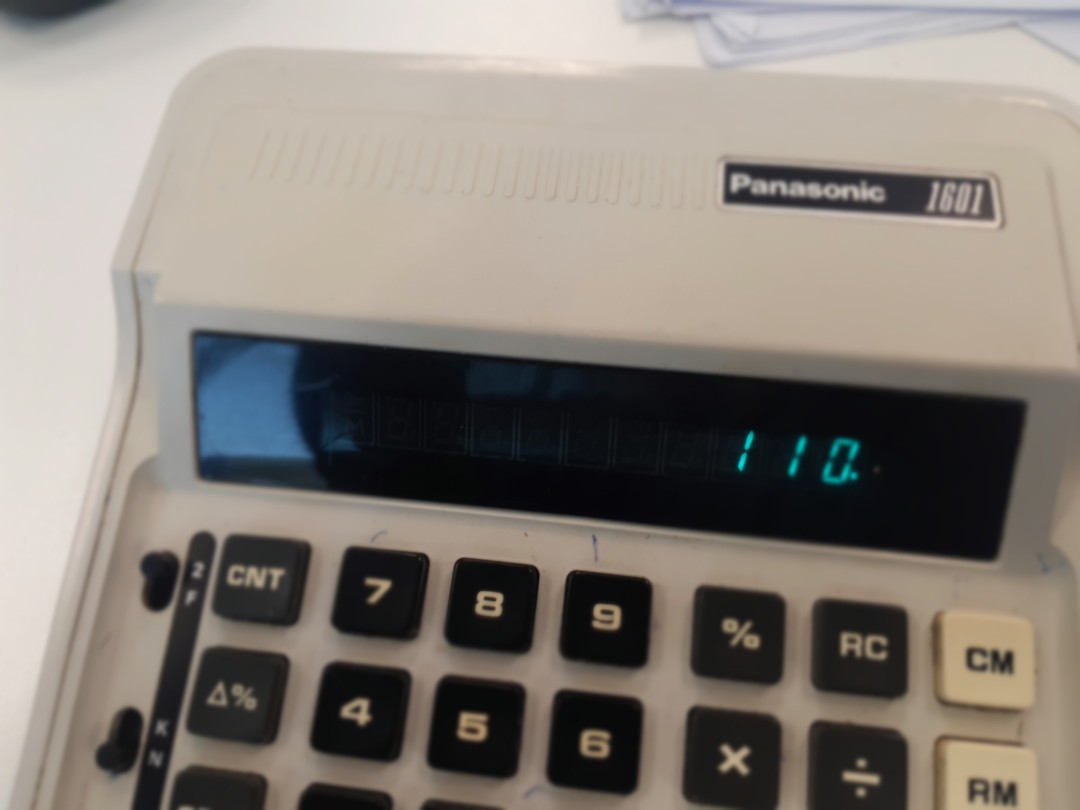 Panasonic 1601
110.
2
F
CNT 7 8 9 % RC CM
Δ% 4 5 6 × ÷ RM
K
N